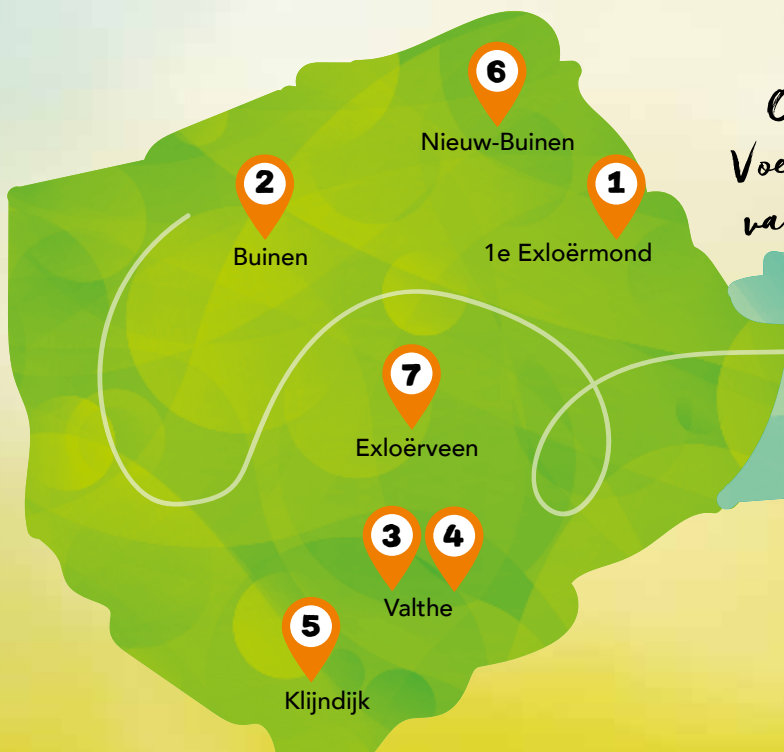 6
Nieuw-Buinen
2
Buinen
1
1e Exloërmond
7
Exloërveen
3 4
Valthe
5
Klijndijk